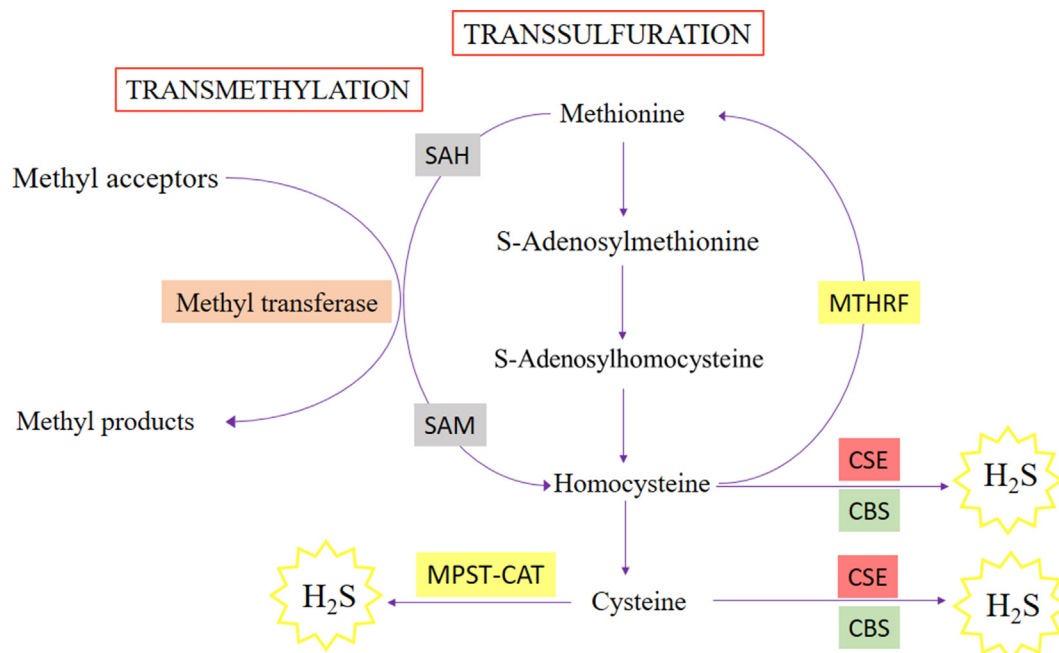 TRANSSULFURATION
TRANSMETHYLATION
Methionine
SAH
Methyl acceptors
S-Adenosylmethionine
Methyl transferase
MTHRF
S-Adenosylhomocysteine
Methyl products
SAM
CSE
Homocysteine
H₂S
CBS
MPST-CAT
CSE
H₂S
Cysteine
H₂S
CBS